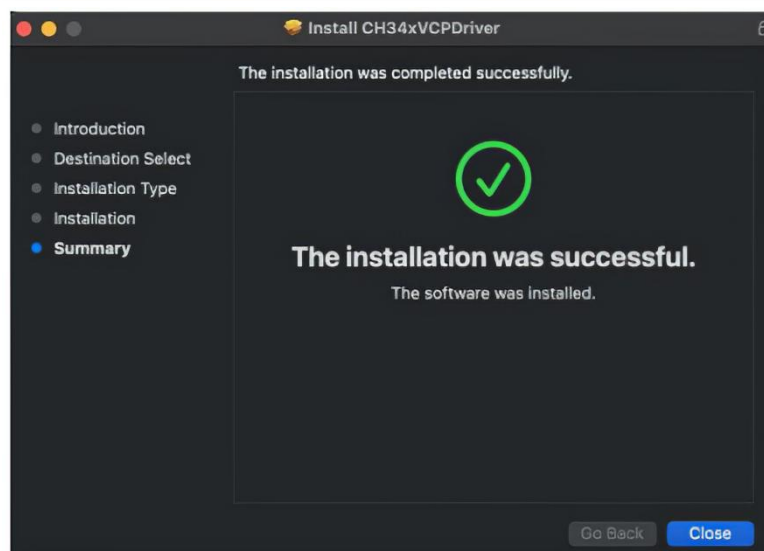 Install CH34xVCPDriver
The installation was completed successfully.
Introduction
Destination Select
Installation Type
Installation
Summary
The installation was successful.
The software was installed.
Go Back
Close